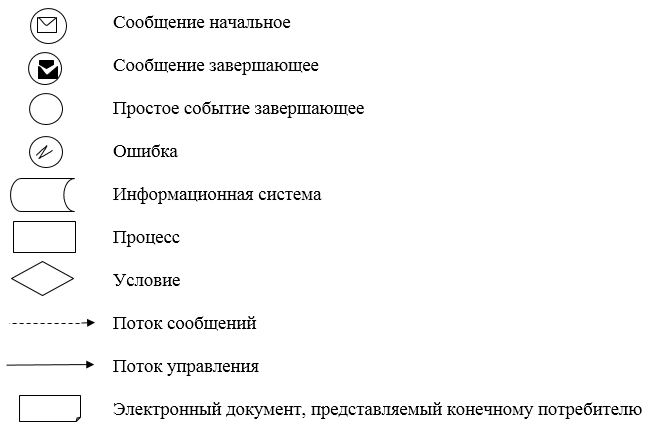 Сообщение начальное
Сообщение завершающее
Простое событие завершающее
Ошибка
Информационная система
Процесс
Условие
Поток сообщений
Поток управления
Электронный документ, представляемый конечному потребителю